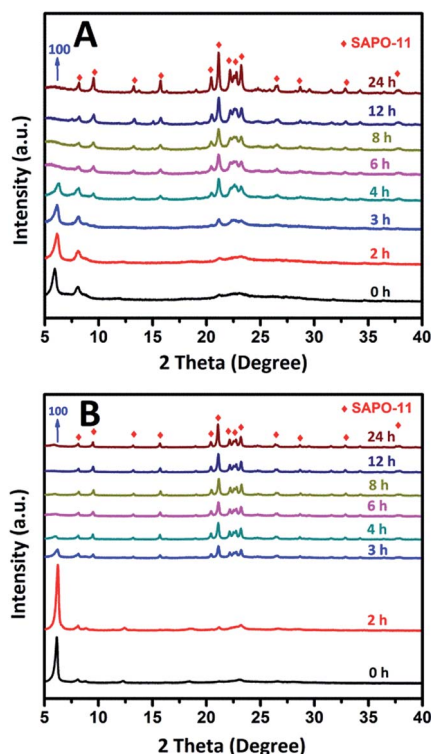 A
100
♦ SAPO-11
24 h
12 h
8 h
6 h
4 h
3 h
2 h
0 h
Intensity (a.u.)
5 10 15 20 25 30 35 40
2 Theta (Degree)
B
100
♦ SAPO-11
24 h
12 h
8 h
6 h
4 h
3 h
2 h
0 h
Intensity (a.u.)
5 10 15 20 25 30 35 40
2 Theta (Degree)